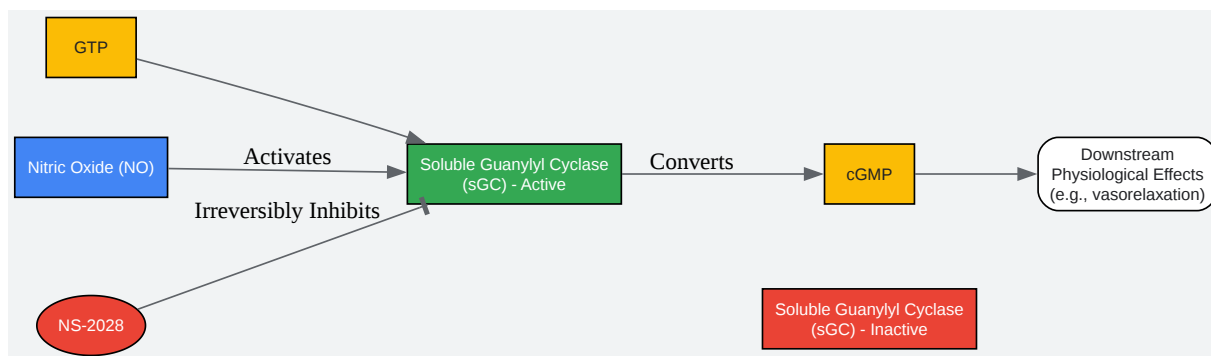 GTP
Nitric Oxide (NO)
Activates
Soluble Guanylyl Cyclase
(sGC) - Active
Converts
cGMP
Downstream
Physiological Effects
(e.g., vasorelaxation)
Irreversibly Inhibits
NS-2028
Soluble Guanylyl Cyclase
(sGC) - Inactive